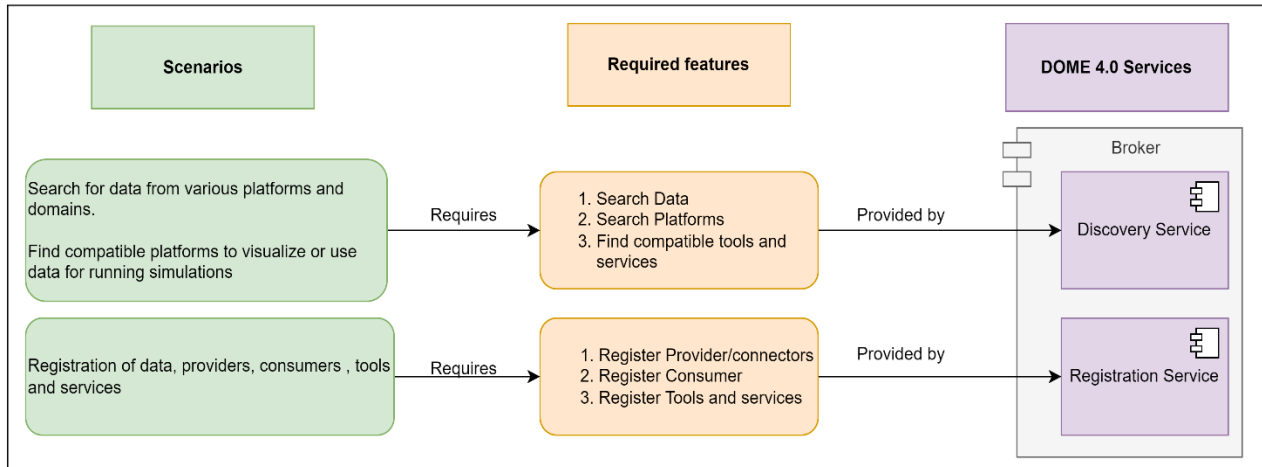 Scenarios
Required features
DOME 4.0 Services
Broker
Search for data from various platforms and
domains.
Find compatible platforms to visualize or use
data for running simulations
Requires
1. Search Data
2. Search Platforms
3. Find compatible tools and
services
Provided by
Discovery Service
Registration of data, providers, consumers , tools
and services
Requires
1. Register Provider/connectors
2. Register Consumer
3. Register Tools and services
Provided by
Registration Service